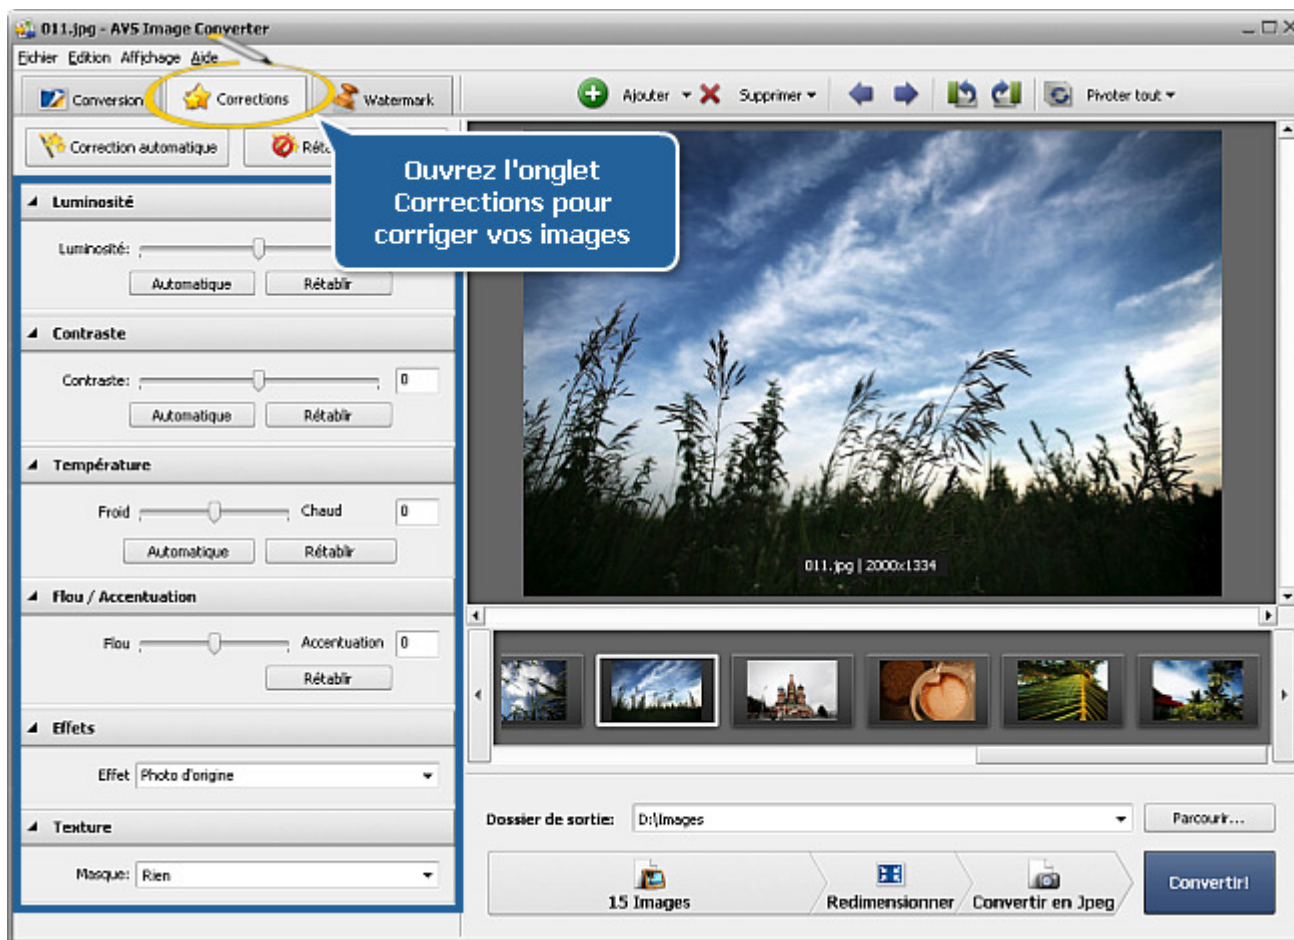 011.jpg - AVS Image Converter
Fichier Edition Affichage Aide
Conversion Corrections Watermark
Ajouter Supprimer Pivoter tout
Correction automatique
Ouvrez l'onglet
Corrections pour
corriger vos images
Luminosité
Luminosité:
Automatique Rétablir
Contraste
Contraste: 0
Automatique Rétablir
Température
Froid Chaud 0
Automatique Rétablir
Flou / Accentuation
Flou Accentuation 0
Rétablir
Effets
Effet Photo d'origine
Texture
Masque: Rien
011.jpg | 2000x1334
Dossier de sortie: D:\Images Parcourir...
15 Images Redimensionner Convertir en Jpeg Convertir!